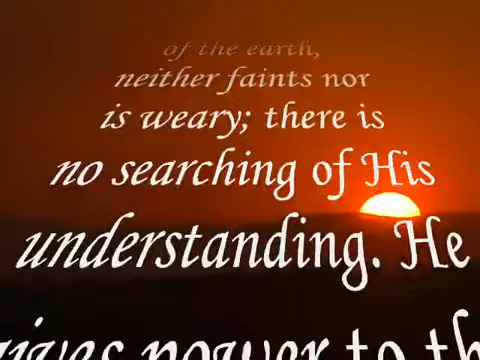 of the earth,
neither faints nor
is weary; there is
no searching of His
understanding. He
gives power to th